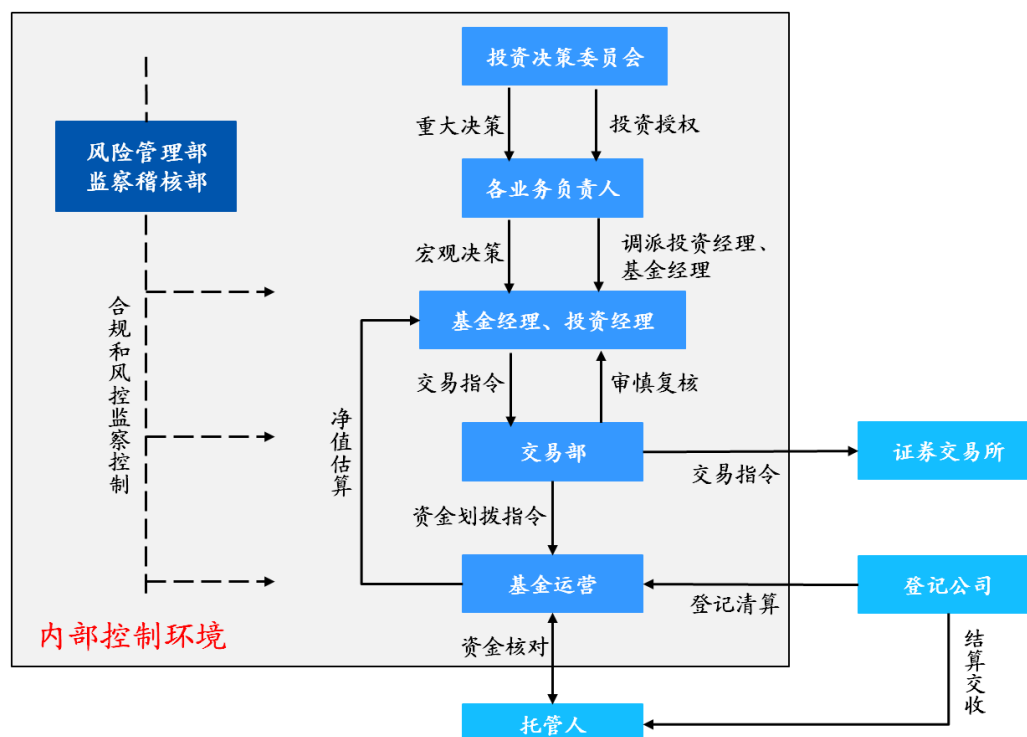 投资决策委员会
重大决策
投资授权
风险管理部
监察稽核部
各业务负责人
宏观决策
调派投资经理、
基金经理
合规和风控监察控制
基金经理、投资经理
交易指令
审慎复核
净值估算
交易部
交易指令
证券交易所
资金划拨指令
基金运营
登记清算
登记公司
内部控制环境
资金核对
结算交收
托管人